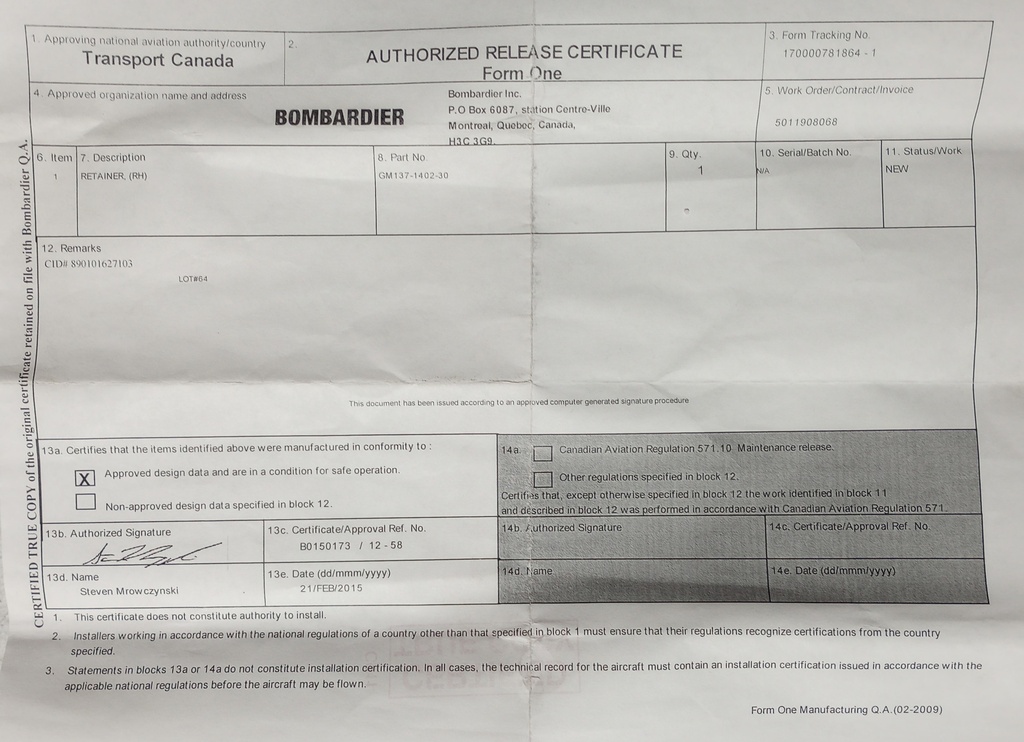 1. Approving national aviation authority/country
Transport Canada
2.
AUTHORIZED RELEASE CERTIFICATE
Form One
3. Form Tracking No.
170000781864 - 1
4. Approved organization name and address
BOMBARDIER
Bombardier Inc.
P.O Box 6087, station Centre-Ville
Montreal, Quebec, Canada,
H3C 3G9.
5. Work Order/Contract/Invoice
5011908068
6. Item
1
7. Description
RETAINER, (RH)
8. Part No
GM137-1402-30
9. Qty.
1
10. Serial/Batch No.
N/A
11. Status/Work
NEW
12. Remarks
CID# 890101627103
LOT#64
This document has been issued according to an approved computer generated signature procedure
13a. Certifies that the items identified above were manufactured in conformity to :
X Approved design data and are in a condition for safe operation.
Non-approved design data specified in block 12.
14a. Canadian Aviation Regulation 571.10 Maintenance release.
Other regulations specified in block 12.
Certifies that, except otherwise specified in block 12 the work identified in block 11
and described in block 12 was performed in accordance with Canadian Aviation Regulation 571.
13b. Authorized Signature
13c. Certificate/Approval Ref. No.
B0150173 / 12-58
14b. Authorized Signature
14c. Certificate/Approval Ref. No.
13d. Name
Steven Mrowczynski
13e. Date (dd/mmm/yyyy)
21/FEB/2015
14d. Name
14e. Date (dd/mmm/yyyy)
1. This certificate does not constitute authority to install.
2. Installers working in accordance with the national regulations of a country other than that specified in block 1 must ensure that their regulations recognize certifications from the country
specified.
3. Statements in blocks 13a or 14a do not constitute installation certification. In all cases, the technical record for the aircraft must contain an installation certification issued in accordance with the
applicable national regulations before the aircraft may be flown.
Form One Manufacturing Q.A.(02-2009)
CERTIFIED TRUE COPY of the original certificate retained on file with Bombardier Q.A.